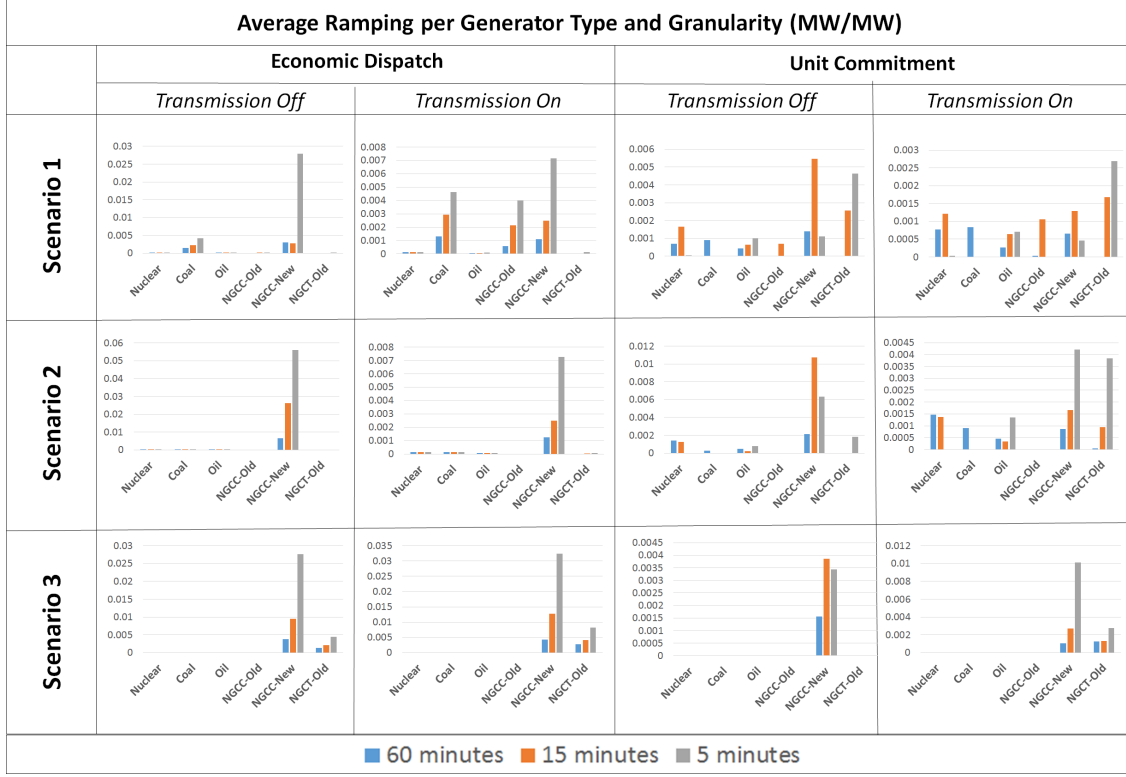 Average Ramping per Generator Type and Granularity (MW/MW)
Economic Dispatch
Unit Commitment
Transmission Off
Transmission On
Transmission Off
Transmission On
Scenario 1
0.03
0.025
0.02
0.015
0.01
0.005
0
Nuclear
Coal
Oil
NGCC-Old
NGCC-New
NGCT-Old
0.008
0.007
0.006
0.005
0.004
0.003
0.002
0.001
0
Nuclear
Coal
Oil
NGCC-Old
NGCC-New
NGCT-Old
0.006
0.005
0.004
0.003
0.002
0.001
0
Nuclear
Coal
Oil
NGCC-Old
NGCC-New
NGCT-Old
0.003
0.0025
0.002
0.0015
0.001
0.0005
0
Nuclear
Coal
Oil
NGCC-Old
NGCC-New
NGCT-Old
Scenario 2
0.06
0.05
0.04
0.03
0.02
0.01
0
Nuclear
Coal
Oil
NGCC-Old
NGCC-New
NGCT-Old
0.008
0.007
0.006
0.005
0.004
0.003
0.002
0.001
0
Nuclear
Coal
Oil
NGCC-Old
NGCC-New
NGCT-Old
0.012
0.01
0.008
0.006
0.004
0.002
0
Nuclear
Coal
Oil
NGCC-Old
NGCC-New
NGCT-Old
0.0045
0.004
0.0035
0.003
0.0025
0.002
0.0015
0.001
0.0005
0
Nuclear
Coal
Oil
NGCC-Old
NGCC-New
NGCT-Old
Scenario 3
0.03
0.025
0.02
0.015
0.01
0.005
0
Nuclear
Coal
Oil
NGCC-Old
NGCC-New
NGCT-Old
0.035
0.03
0.025
0.02
0.015
0.01
0.005
0
Nuclear
Coal
Oil
NGCC-Old
NGCC-New
NGCT-Old
0.0045
0.004
0.0035
0.003
0.0025
0.002
0.0015
0.001
0.0005
0
Nuclear
Coal
Oil
NGCC-Old
NGCC-New
NGCT-Old
0.012
0.01
0.008
0.006
0.004
0.002
0
Nuclear
Coal
Oil
NGCC-Old
NGCC-New
NGCT-Old
60 minutes 15 minutes 5 minutes